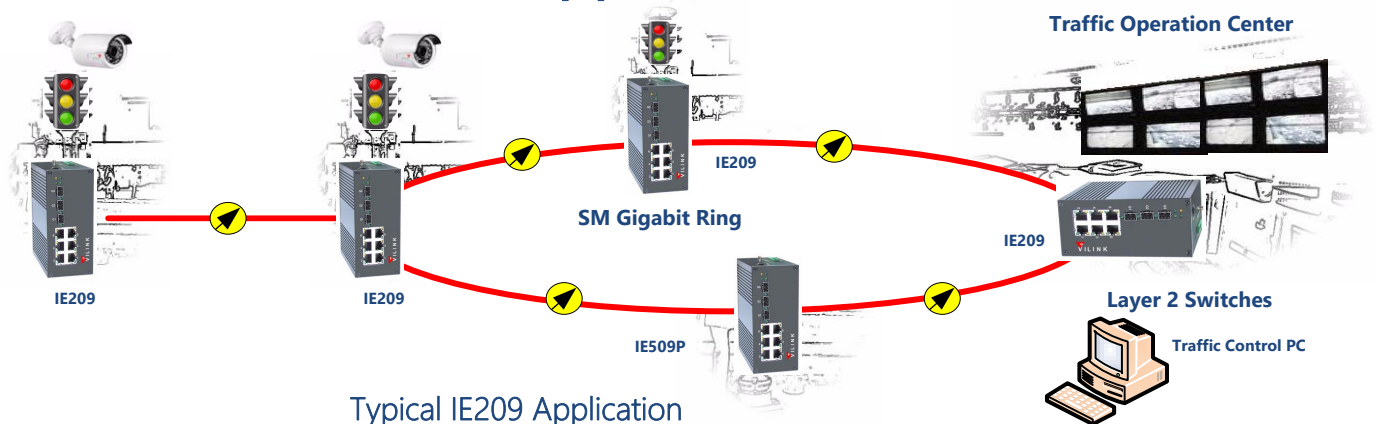 Traffic Operation Center
IE209
SM Gigabit Ring
IE209
VILINK
IE209
IE209
IE509P
Layer 2 Switches
Traffic Control PC
Typical IE209 Application